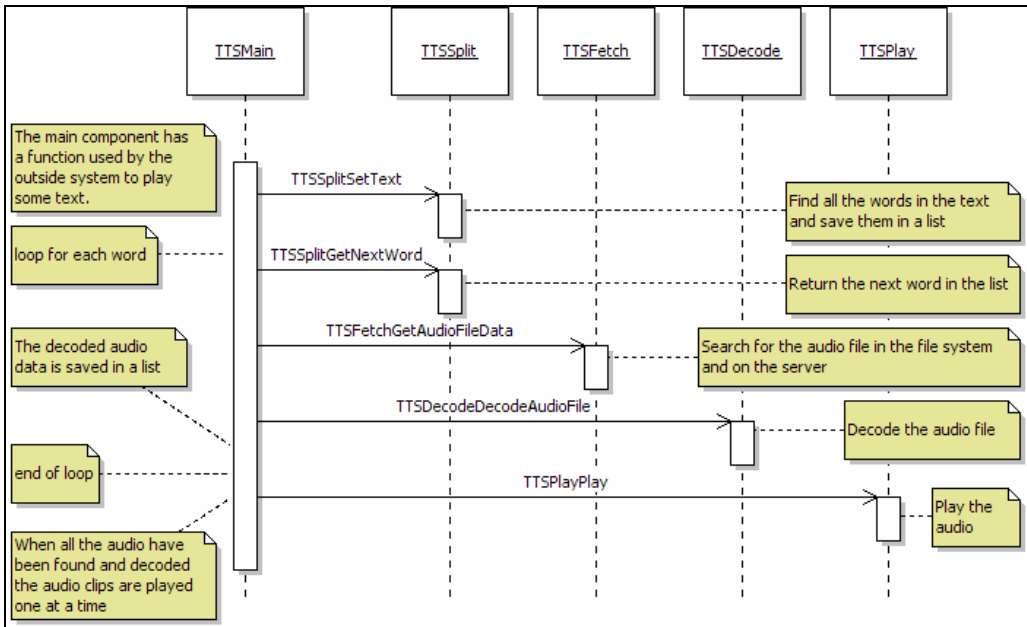 TTSMain
TTSSplit
TTSFetch
TTSDecode
TTSPlay
The main component has
a function used by the
outside system to play
some text.
TTSSplitSetText
Find all the words in the text
and save them in a list
loop for each word
TTSSplitGetNextWord
Return the next word in the list
TTSFetchGetAudioFileData
The decoded audio
data is saved in a list
Search for the audio file in the file system
and on the server
TTSDecodeDecodeAudioFile
Decode the audio file
end of loop
TTSPlayPlay
Play the
audio
When all the audio have
been found and decoded
the audio clips are played
one at a time